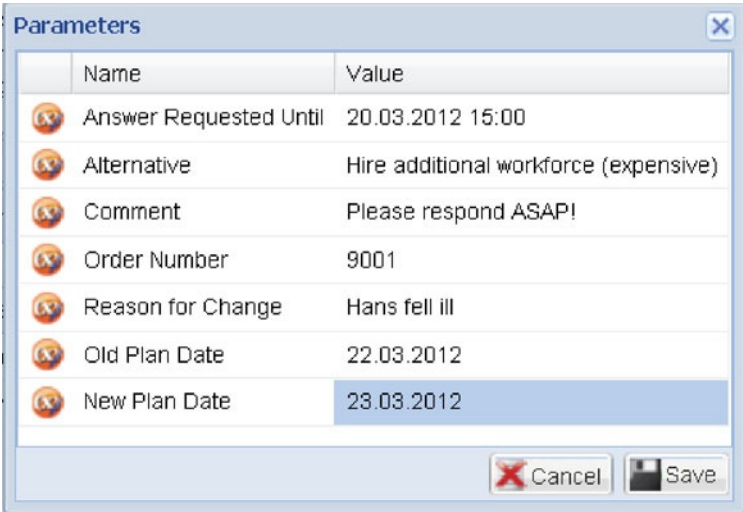 Parameters
Name Value
Answer Requested Until 20.03.2012 15:00
Alternative Hire additional workforce (expensive)
Comment Please respond ASAP!
Order Number 9001
Reason for Change Hans fell ill
Old Plan Date 22.03.2012
New Plan Date 23.03.2012
Cancel Save